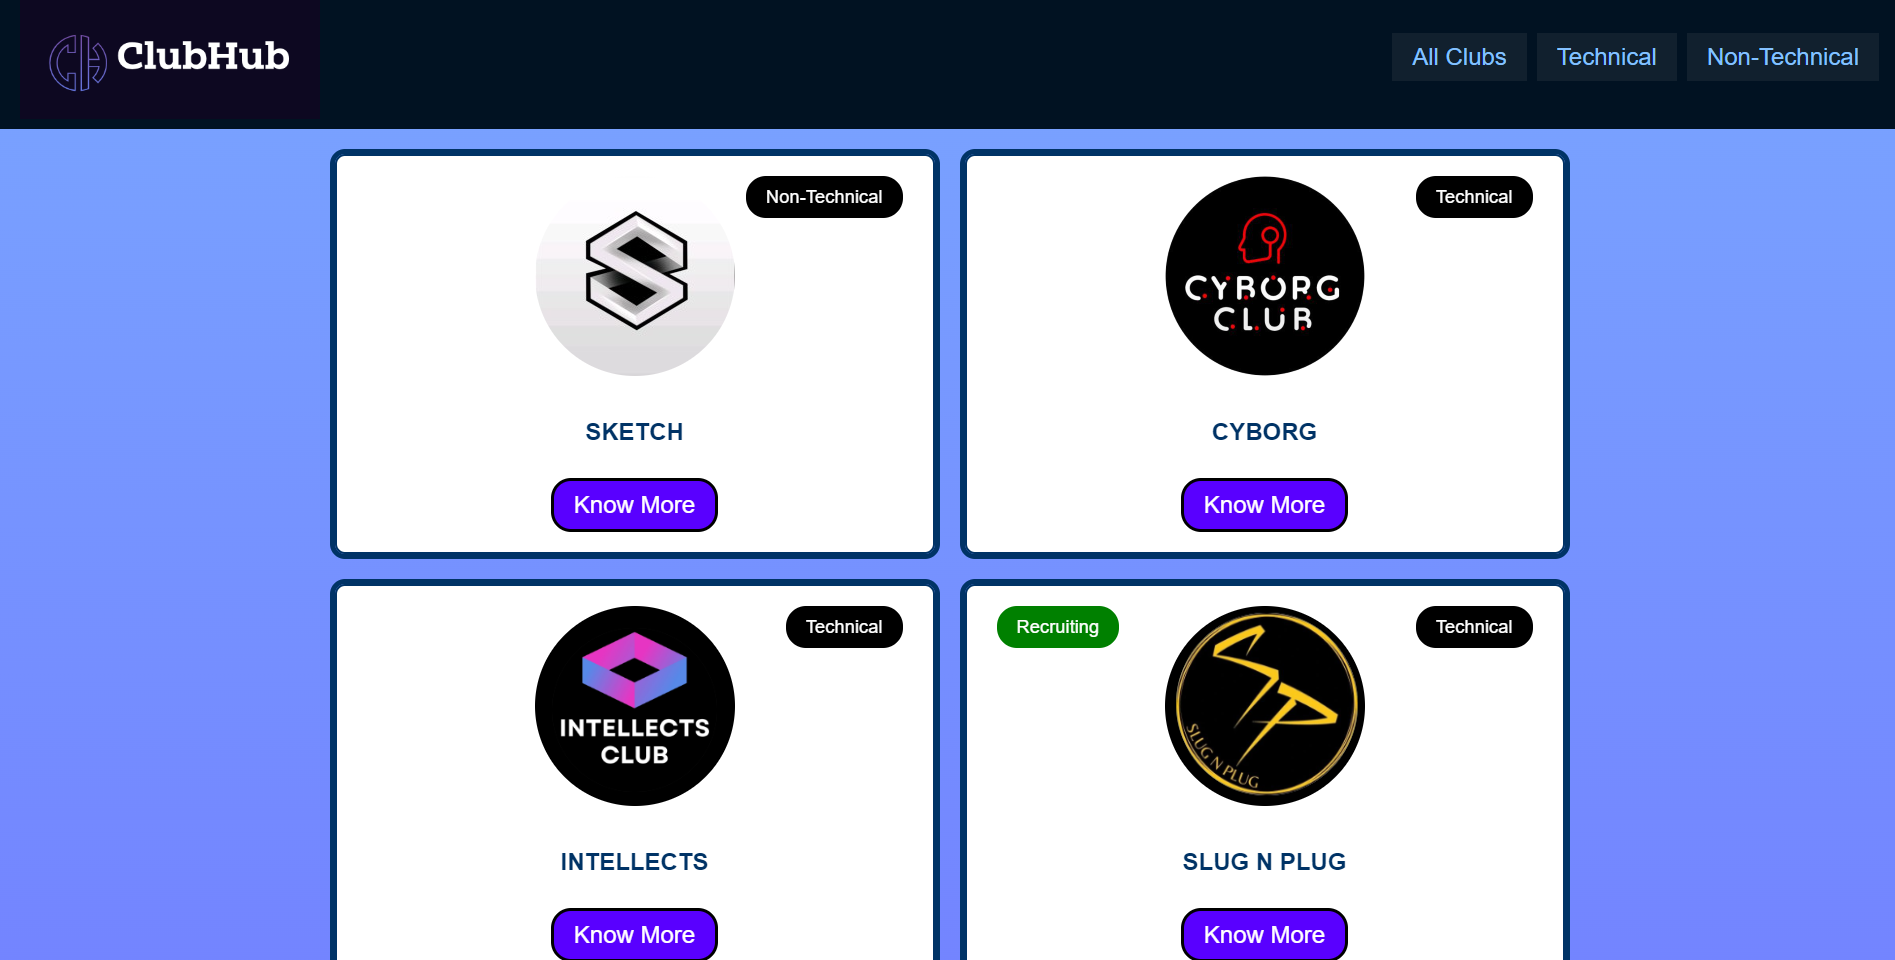 ClubHub
All Clubs
Technical
Non-Technical
Non-Technical
SKETCH
Know More
Technical
CYBORG
CLUB
CYBORG
Know More
Technical
INTELLECTS
CLUB
INTELLECTS
Know More
Recruiting
Technical
SP
SLUG N PLUG
SLUG N PLUG
Know More